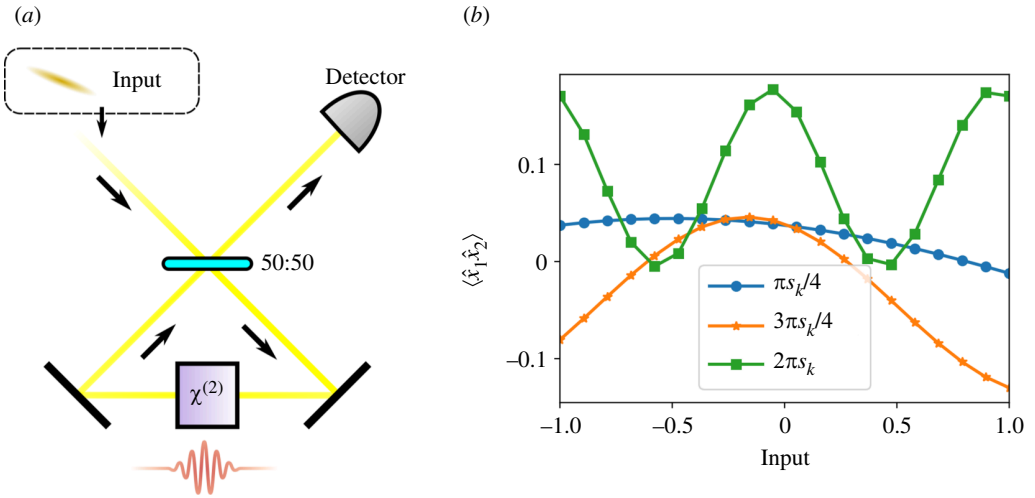 (a)
Input
Detector
50:50
χ(2)
(b)
⟨x̂1x̂2⟩
0.1
0
–0.1
πsk/4
3πsk/4
2πsk
–1.0
–0.5
0
0.5
1.0
Input